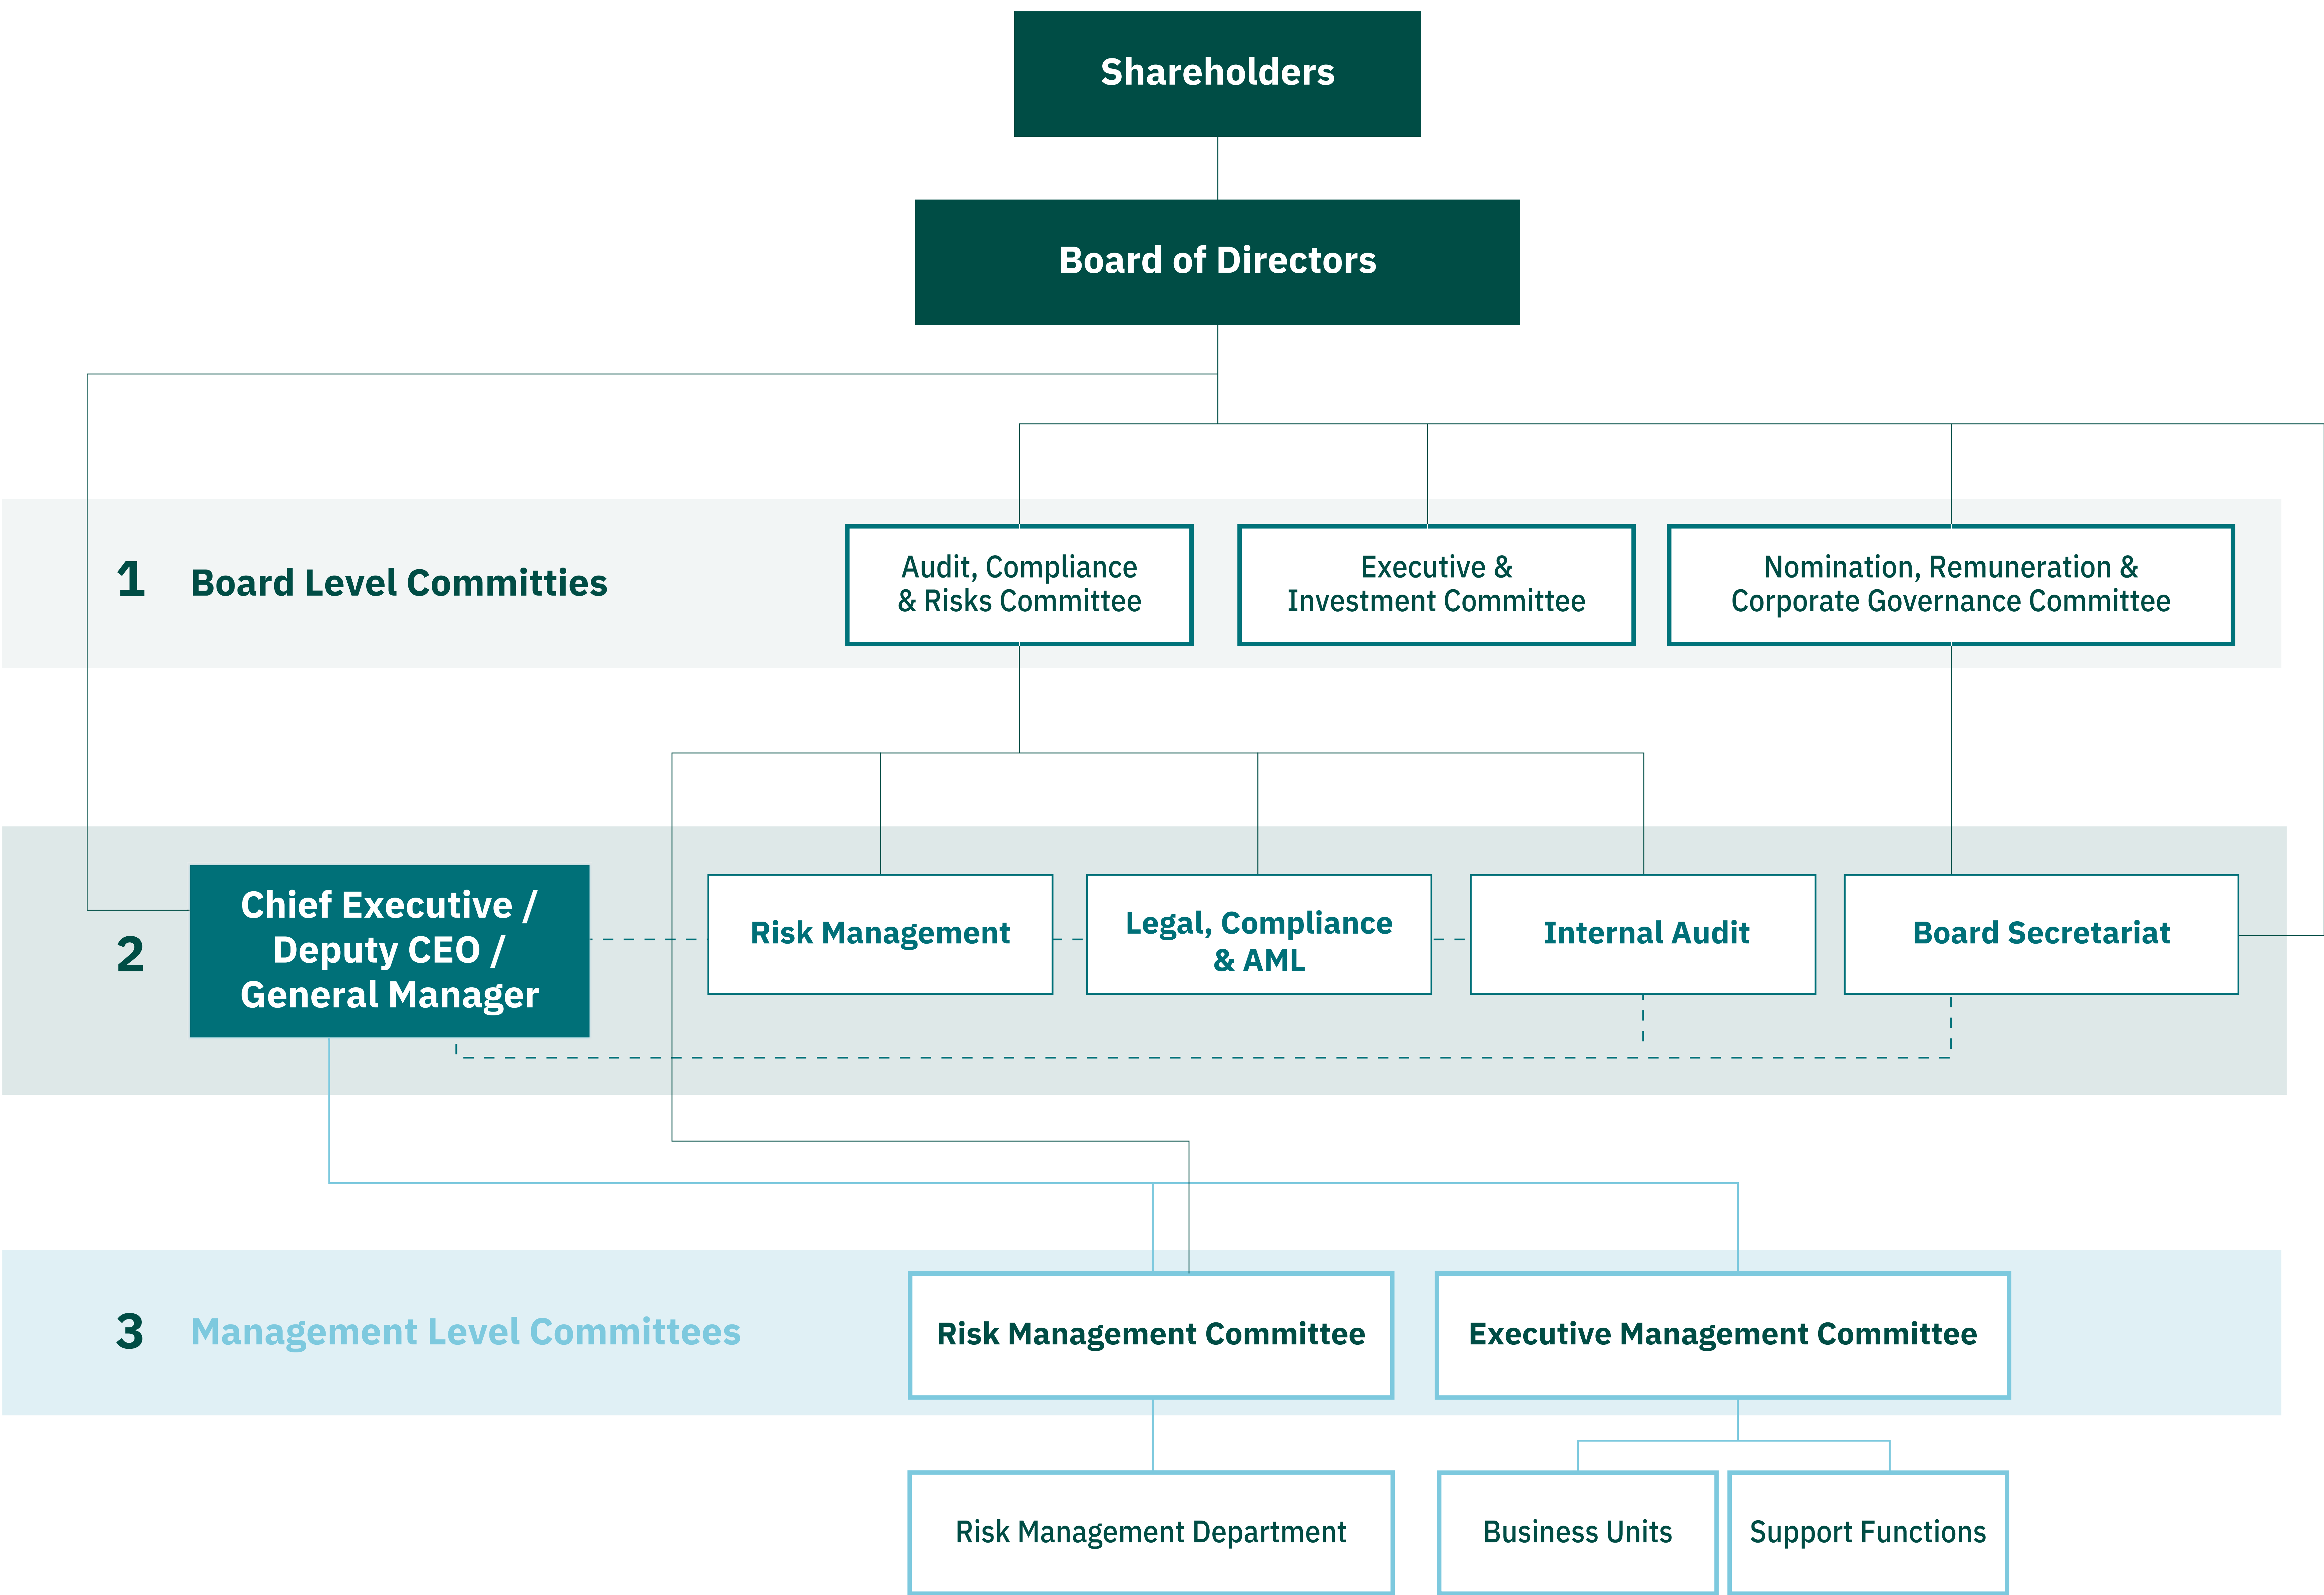 Shareholders
Board of Directors
1
Board Level Committies
Audit, Compliance
& Risks Committee
Executive &
Investment Committee
Nomination, Remuneration &
Corporate Governance Committee
2
Chief Executive /
Deputy CEO /
General Manager
Risk Management
Legal, Compliance
& AML
Internal Audit
Board Secretariat
3
Management Level Committees
Risk Management Committee
Executive Management Committee
Risk Management Department
Business Units
Support Functions